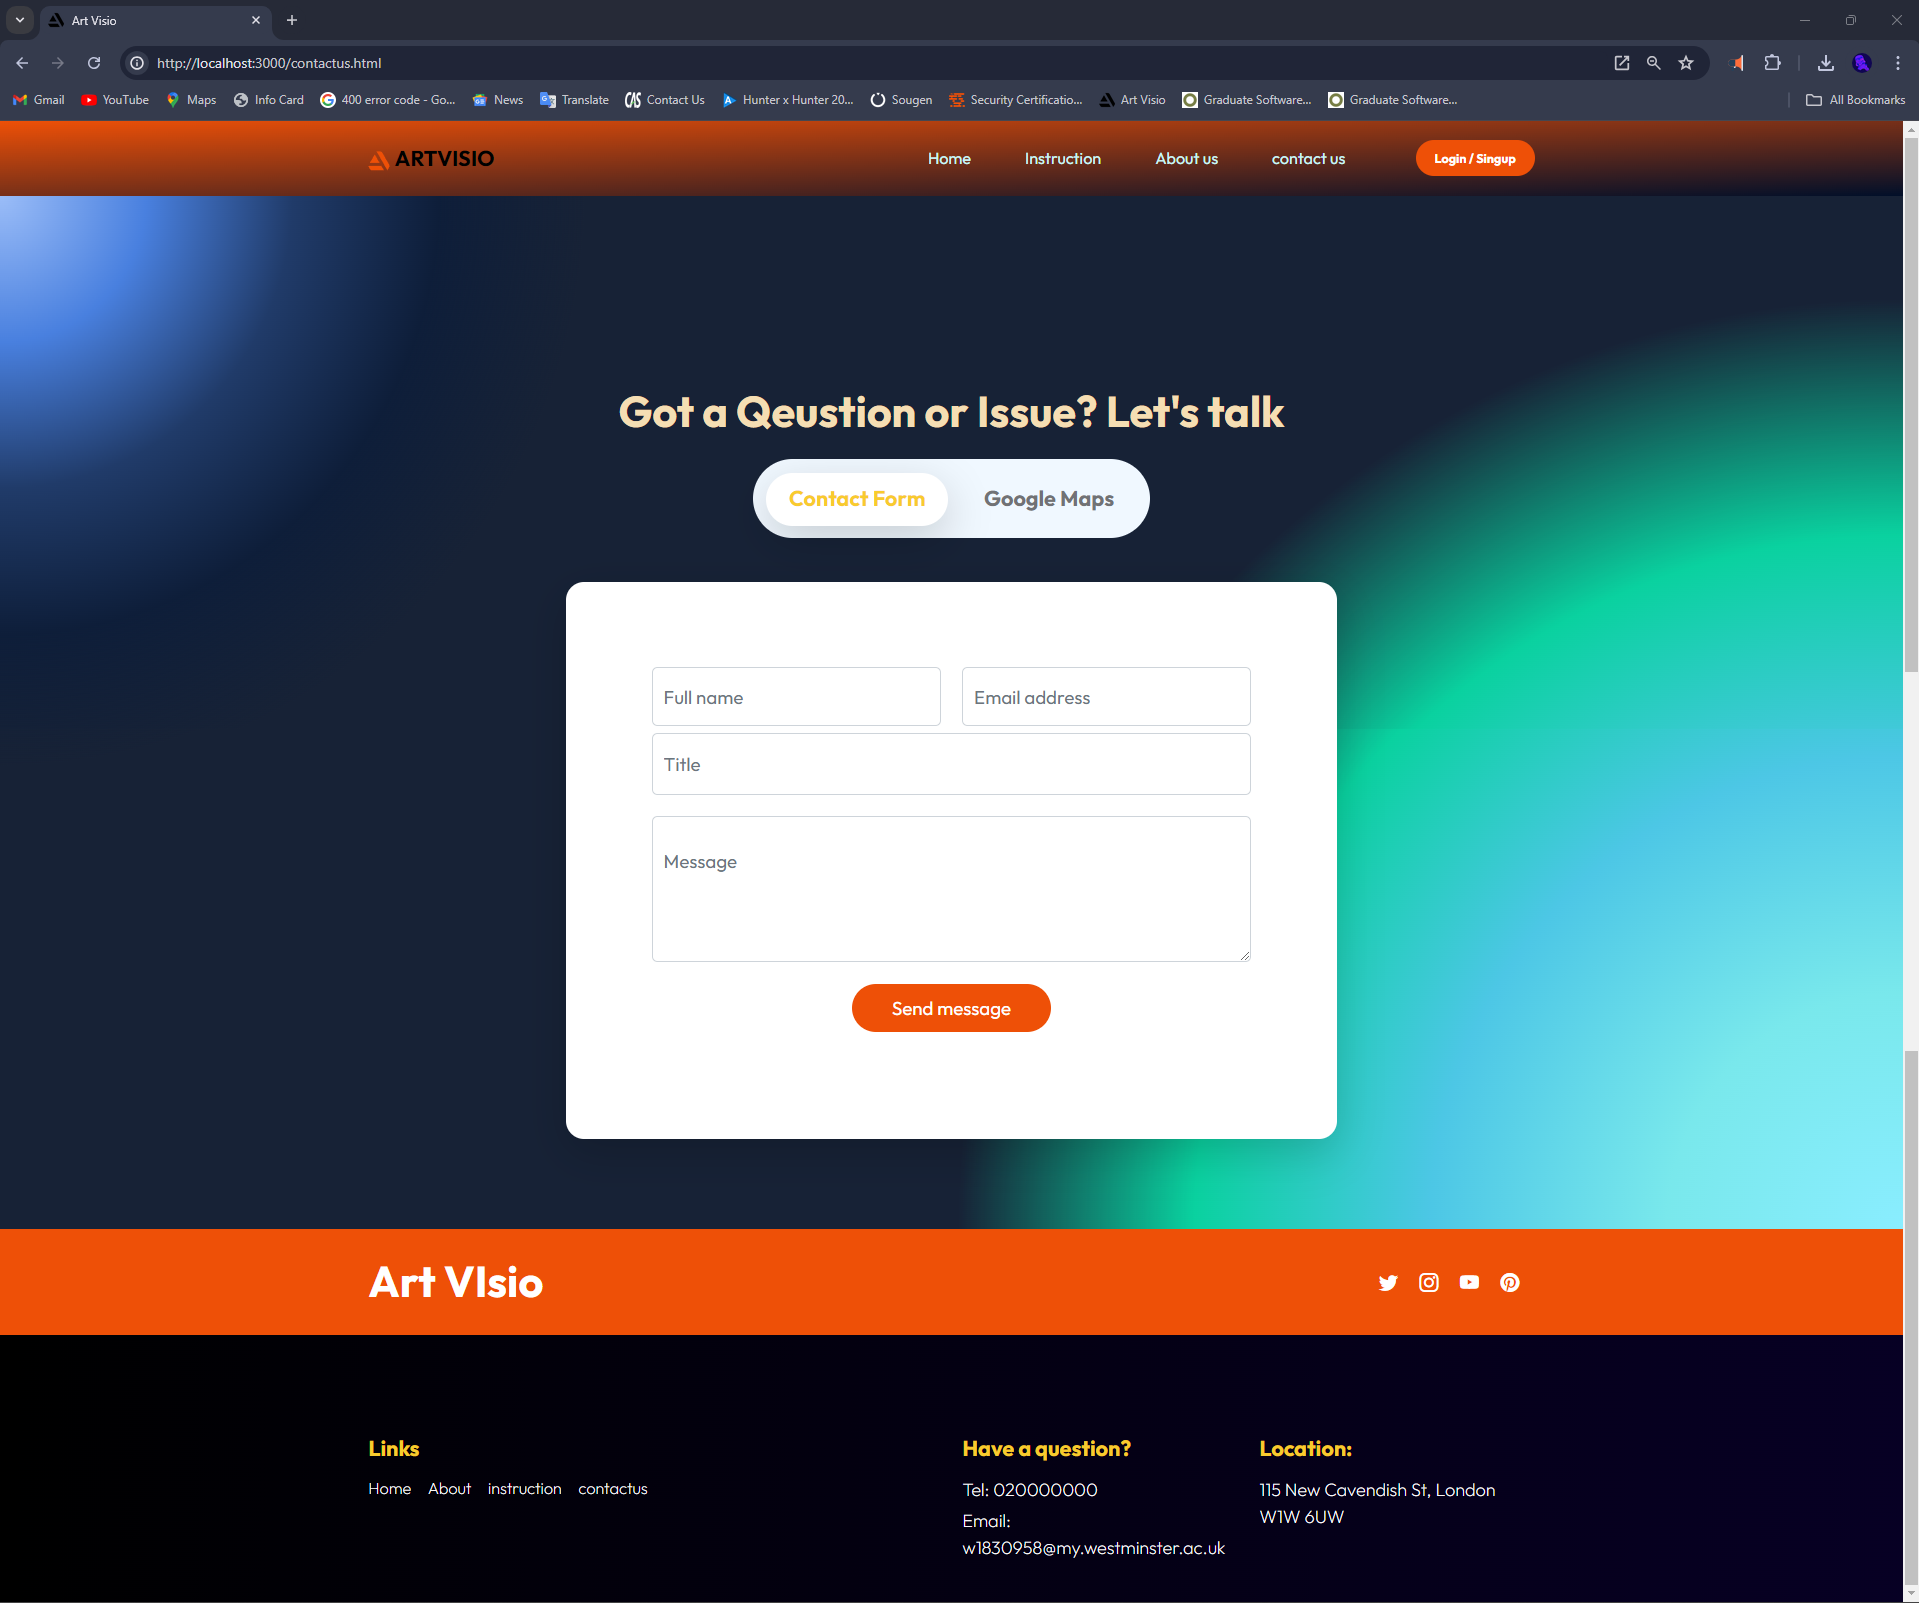 Art Visio
http://localhost:3000/contactus.html
Gmail YouTube Maps Info Card 400 error code - Go... News Translate Contact Us Hunter x Hunter 20... Sougen Security Certificatio... Art Visio Graduate Software... Graduate Software... All Bookmarks
ARTVISIO Home Instruction About us contact us Login / Singup
Got a Qeustion or Issue? Let's talk
Contact Form Google Maps
Full name Email address
Title
Message
Send message
Art VIsio
Links Have a question? Location:
Home About instruction contactus Tel: 020000000 115 New Cavendish St, London
W1W 6UW
Email:
w1830958@my.westminster.ac.uk